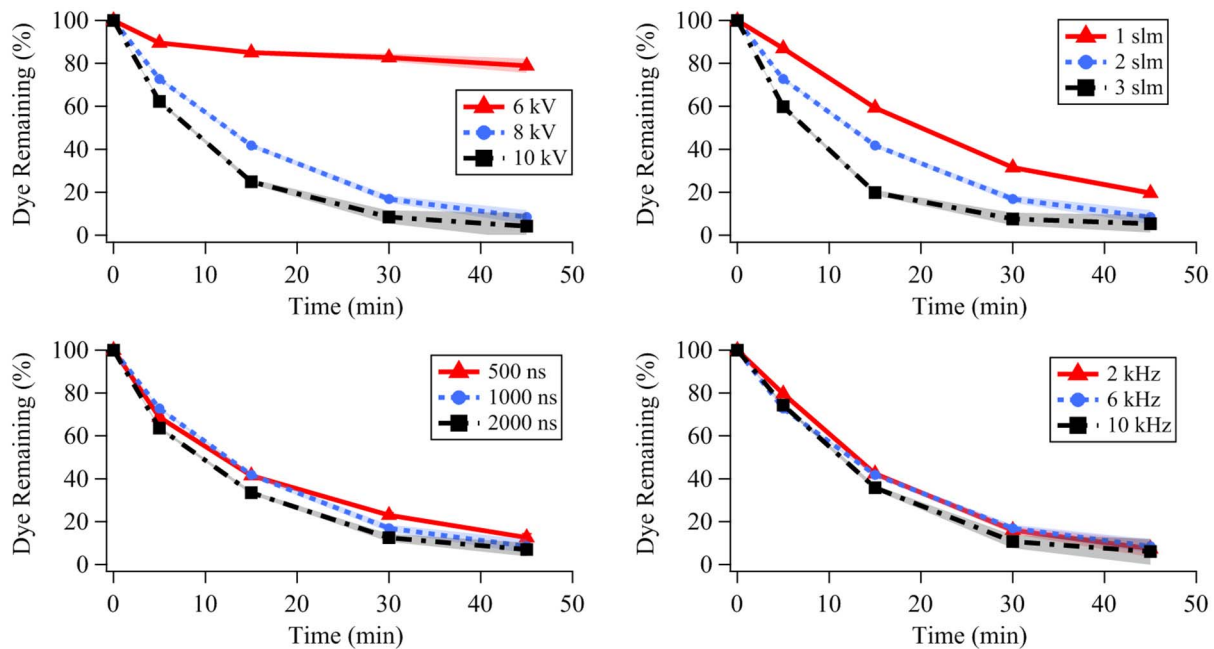 Dye Remaining (%)
100
80
60
40
20
0
6 kV
8 kV
10 kV
0 10 20 30 40 50
Time (min)
Dye Remaining (%)
100
80
60
40
20
0
1 slm
2 slm
3 slm
0 10 20 30 40 50
Time (min)
Dye Remaining (%)
100
80
60
40
20
0
500 ns
1000 ns
2000 ns
0 10 20 30 40 50
Time (min)
Dye Remaining (%)
100
80
60
40
20
0
2 kHz
6 kHz
10 kHz
0 10 20 30 40 50
Time (min)